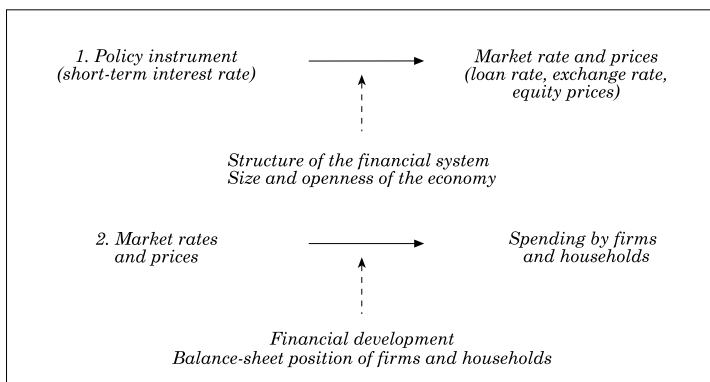 1. Policy instrument
(short-term interest rate)
Market rate and prices
(loan rate, exchange rate,
equity prices)
Structure of the financial system
Size and openness of the economy
2. Market rates
and prices
Spending by firms
and households
Financial development
Balance-sheet position of firms and households